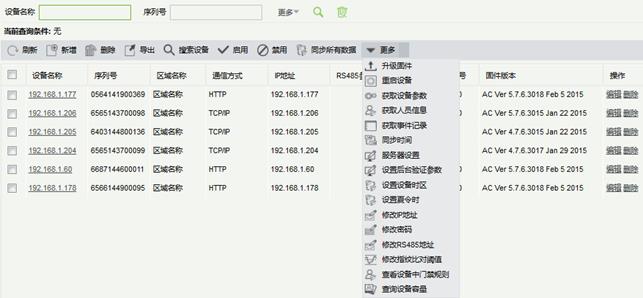 设备名称 序列号 更多
当前查询条件: 无
刷新 新增 删除 导出 搜索设备 启用 禁用 同步所有数据 更多
设备名称 序列号 区域名称 通信方式 IP地址 RS485 号 固件版本 操作
192.168.1.177 0564141900369 区域名称 HTTP 192.168.1.177 0 AC Ver 5.7.6.3018 Feb 5 2015 编辑 删除
192.168.1.206 6565143700098 区域名称 TCP/IP 192.168.1.206 0 AC Ver 5.7.6.3015 Jan 22 2015 编辑 删除
192.168.1.205 6403144800136 区域名称 TCP/IP 192.168.1.205 AC Ver 4.7.6.3015 Jan 22 2015 编辑 删除
192.168.1.204 6565143700099 区域名称 TCP/IP 192.168.1.204 0 AC Ver 4.7.6.3017 Jan 29 2015 编辑 删除
192.168.1.60 6687144600011 区域名称 HTTP 192.168.1.60 0 AC Ver 5.7.6.3018 Feb 5 2015 编辑 删除
192.168.1.178 6566144900095 区域名称 HTTP 192.168.1.178 0 AC Ver 5.7.6.3018 Feb 5 2015 编辑 删除
升级固件
重启设备
获取设备参数
获取人员信息
获取事件记录
同步时间
服务器设置
设置后台验证参数
设置设备时区
设置夏令时
修改IP地址
修改密码
修改RS485地址
修改指纹比对阈值
查看设备中门禁规则
查询设备容量